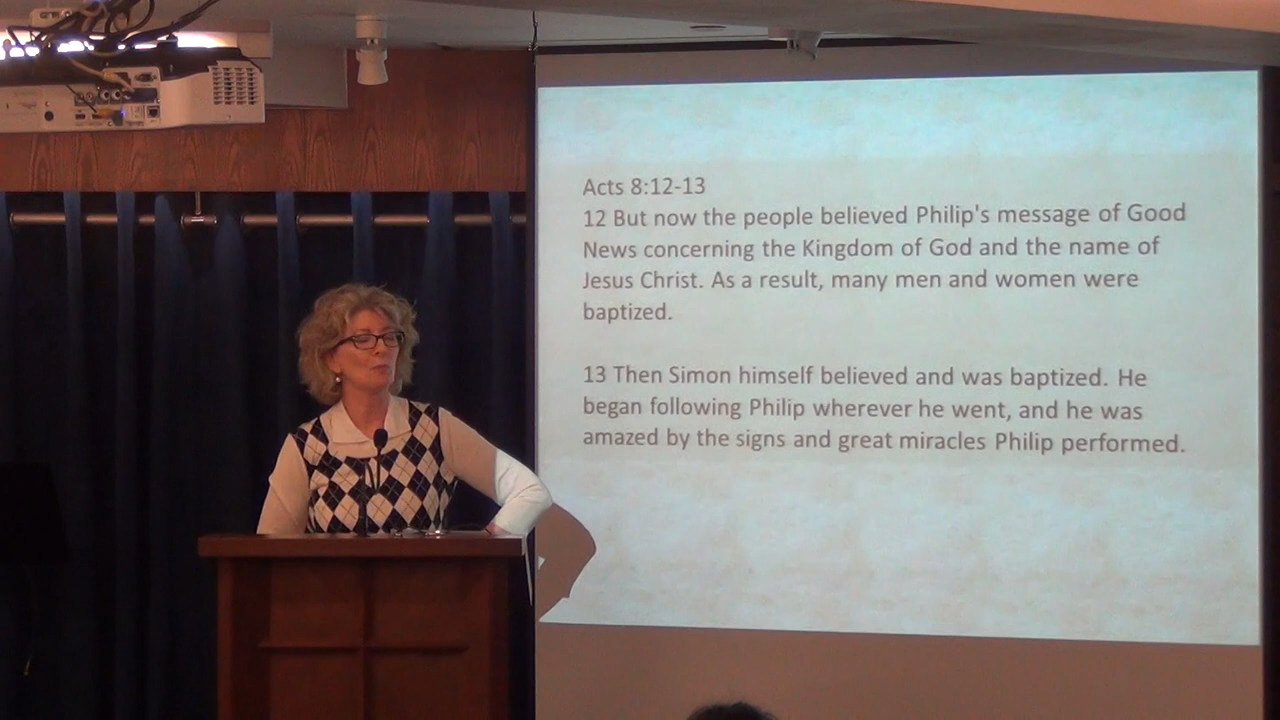 Acts 8:12-13
12 But now the people believed Philip's message of Good
News concerning the Kingdom of God and the name of
Jesus Christ. As a result, many men and women were
baptized.
13 Then Simon himself believed and was baptized. He
began following Philip wherever he went, and he was
amazed by the signs and great miracles Philip performed.